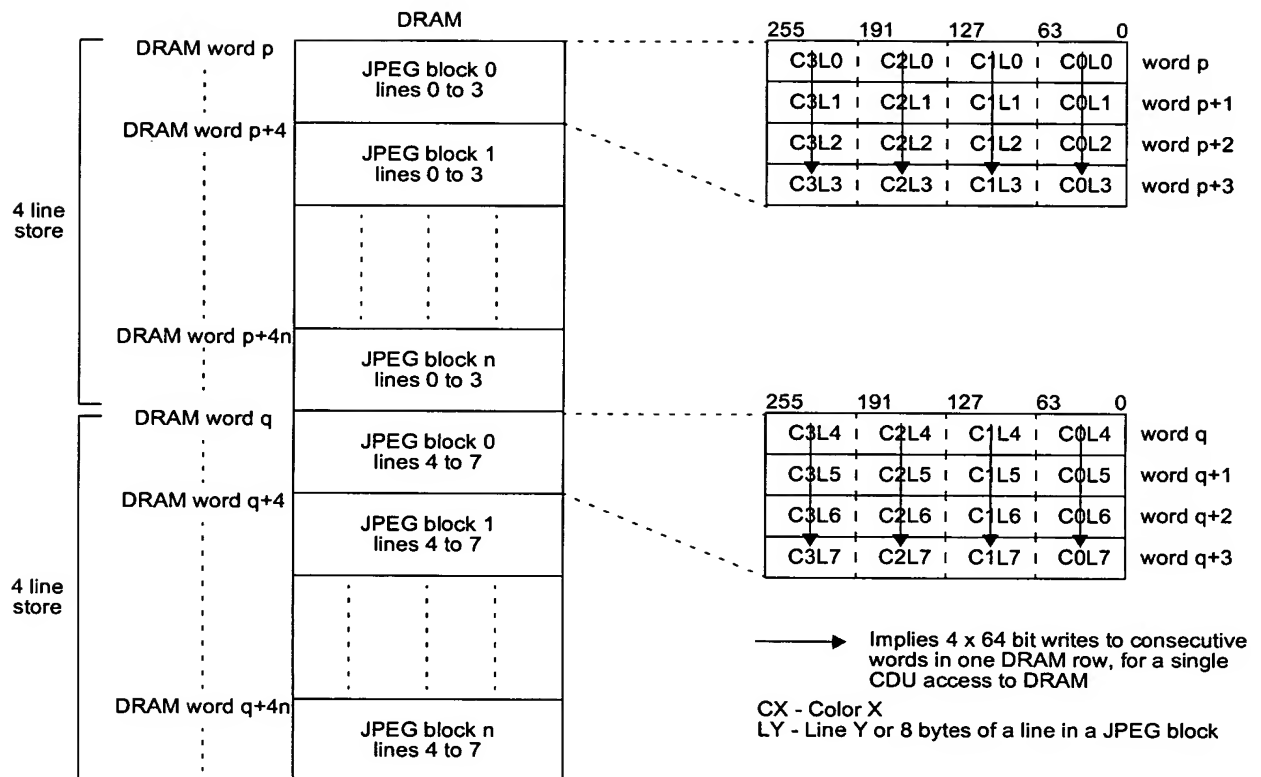 DRAM
DRAM word p
JPEG block 0
lines 0 to 3
DRAM word p+4
JPEG block 1
lines 0 to 3
4 line
store
DRAM word p+4n
JPEG block n
lines 0 to 3
DRAM word q
JPEG block 0
lines 4 to 7
DRAM word q+4
JPEG block 1
lines 4 to 7
4 line
store
DRAM word q+4n
JPEG block n
lines 4 to 7
255 191 127 63 0
C3L0 C2L0 C1L0 C0L0 word p
C3L1 C2L1 C1L1 C0L1 word p+1
C3L2 C2L2 C1L2 C0L2 word p+2
C3L3 C2L3 C1L3 C0L3 word p+3
255 191 127 63 0
C3L4 C2L4 C1L4 C0L4 word q
C3L5 C2L5 C1L5 C0L5 word q+1
C3L6 C2L6 C1L6 C0L6 word q+2
C3L7 C2L7 C1L7 C0L7 word q+3
Implies 4 x 64 bit writes to consecutive
words in one DRAM row, for a single
CDU access to DRAM
CX - Color X
LY - Line Y or 8 bytes of a line in a JPEG block